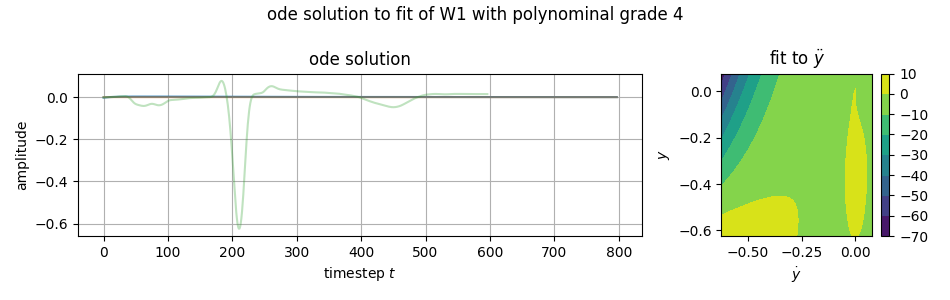 ode solution to fit of W1 with polynominal grade 4
ode solution
fit to ÿ
amplitude
0.0
−0.2
−0.4
−0.6
0 100 200 300 400 500 600 700 800
timestep t
y
0.0
−0.2
−0.4
−0.6
−0.50 −0.25 0.00
ẏ
10
0
−10
−20
−30
−40
−50
−60
−70